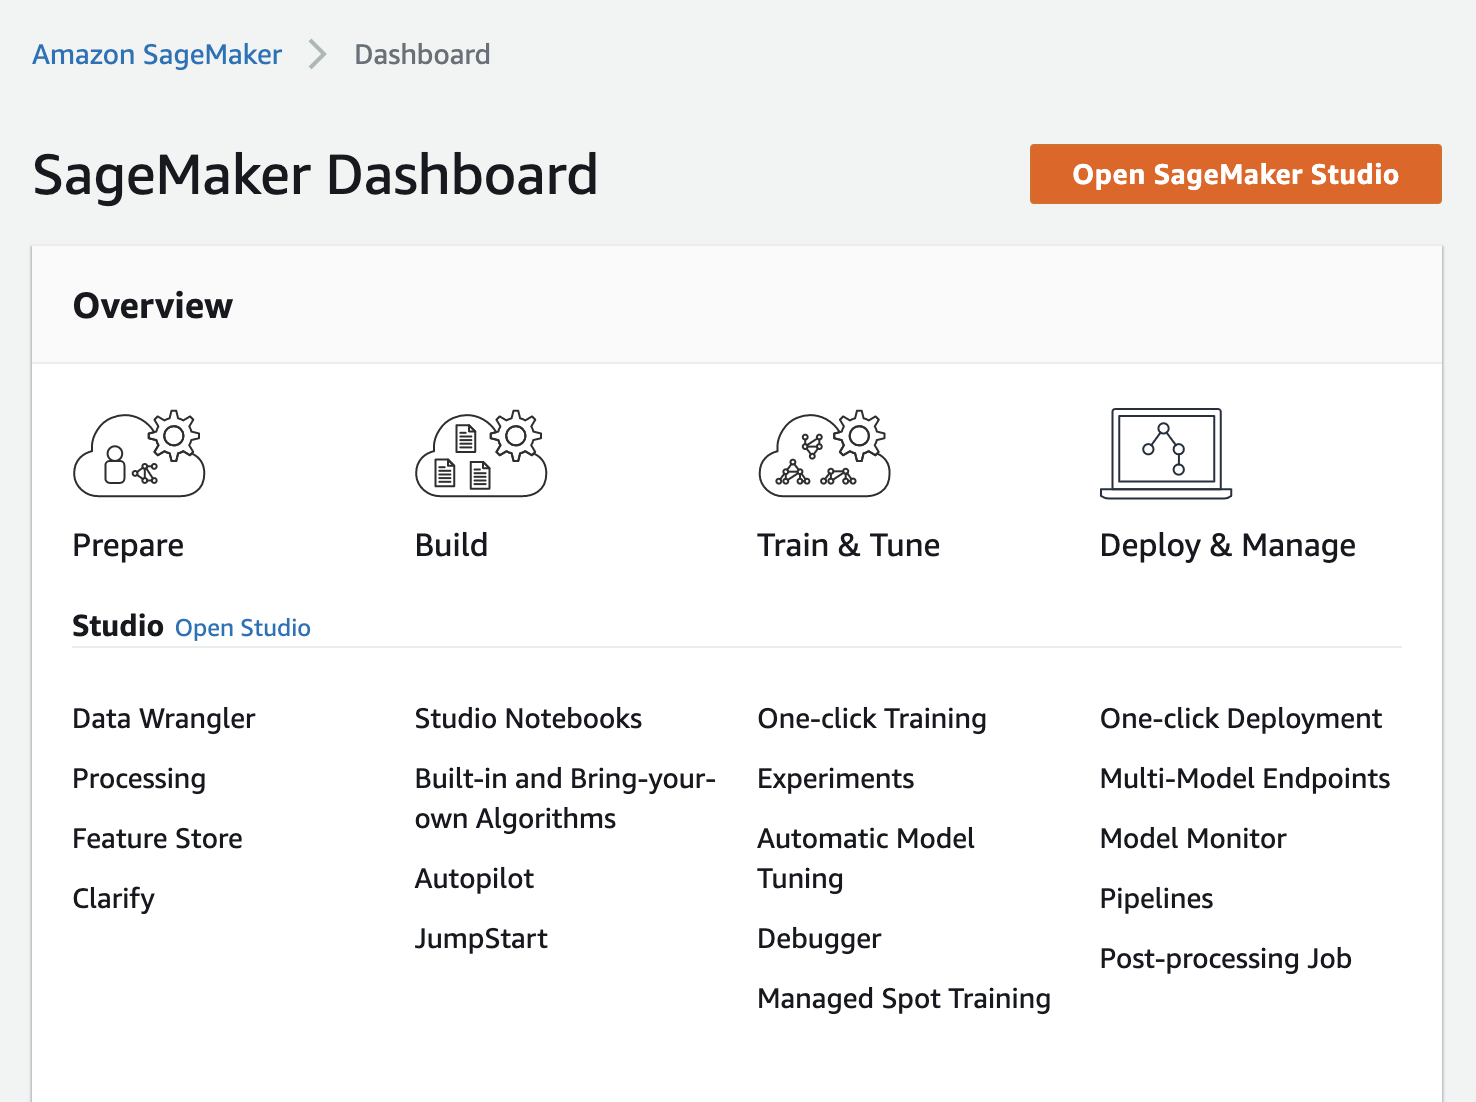 Amazon SageMaker
Dashboard
SageMaker Dashboard
Open SageMaker Studio
Overview
Prepare
Build
Train & Tune
Deploy & Manage
Studio Open Studio
Data Wrangler
Processing
Feature Store
Clarify
Studio Notebooks
Built-in and Bring-your-
own Algorithms
Autopilot
JumpStart
One-click Training
Experiments
Automatic Model
Tuning
Debugger
Managed Spot Training
One-click Deployment
Multi-Model Endpoints
Model Monitor
Pipelines
Post-processing Job